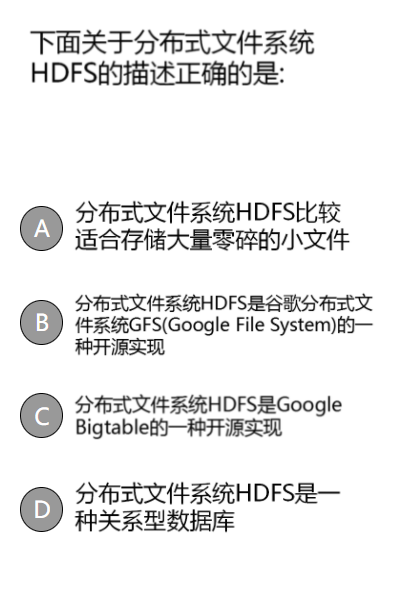 下面关于分布式文件系统
HDFS的描述正确的是:
A 分布式文件系统HDFS比较
适合存储大量零碎的小文件
B 分布式文件系统HDFS是谷歌分布式文
件系统GFS(Google File System)的一
种开源实现
C 分布式文件系统HDFS是Google
Bigtable的一种开源实现
D 分布式文件系统HDFS是一
种关系型数据库